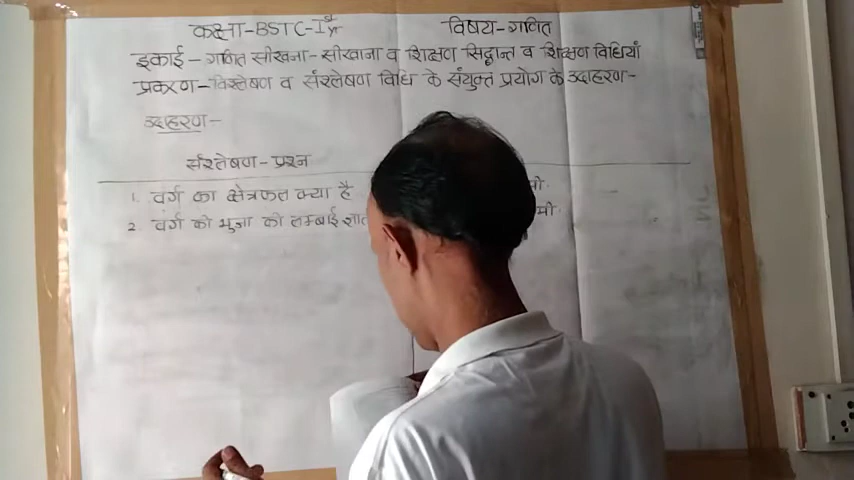 कक्षा-BSTC-Ist yr विषय-गणित
इकाई - गणित सीखना-सीखाना व शिक्षण सिद्धान्त व शिक्षण विधियां
प्रकरण-विश्लेषण व संश्लेषण विधि के संयुक्त प्रयोग के उदाहरण-
उदाहरण-
संश्लेषण-प्रश्न
1. वर्ग का क्षेत्रफल क्या है
2. वर्ग की भुजा की लम्बाई